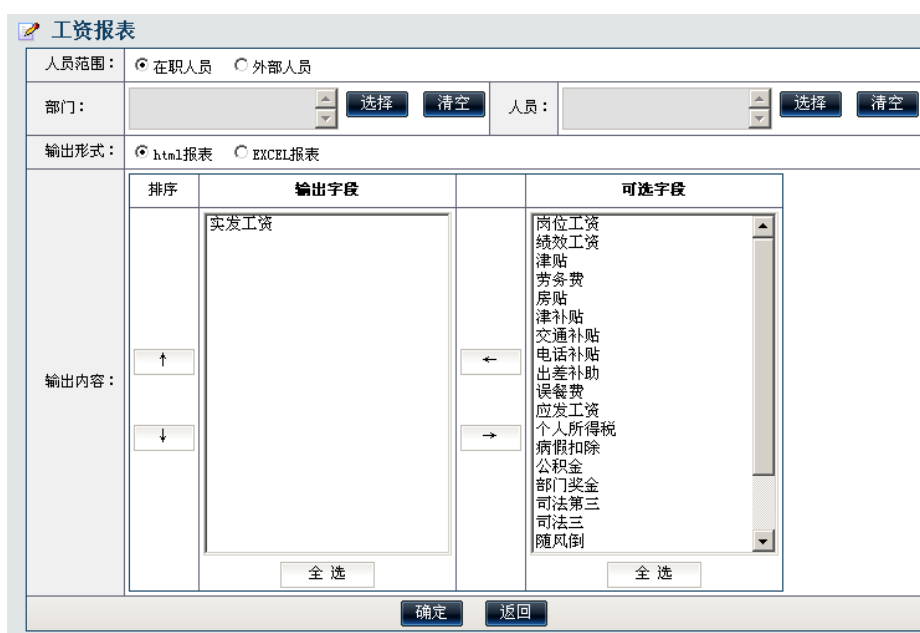 工资报表
人员范围： 在职人员 外部人员
部门： 选择 清空 人员： 选择 清空
输出形式： html报表 EXCEL报表
排序 输出字段 可选字段
输出内容：
实发工资
↑
↓
全 选
←
→
岗位工资
绩效工资
津贴
劳务费
房贴
津补贴
交通补贴
电话补贴
出差补助
误餐费
应发工资
个人所得税
病假扣除
公积金
部门奖金
司法第三
司法三
随风倒
全 选
确定 返回